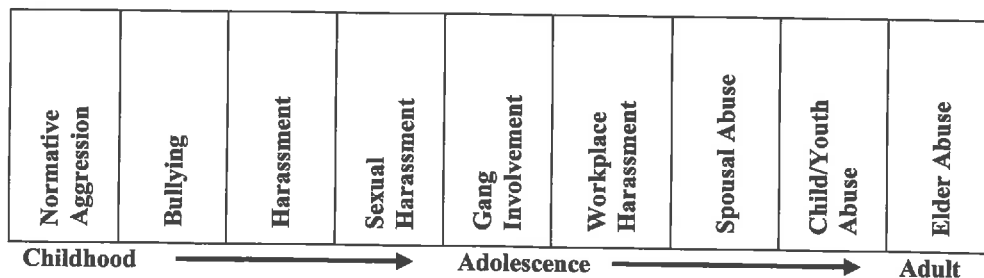 Normative
Aggression
Bullying
Harassment
Sexual
Harassment
Gang
Involvement
Workplace
Harassment
Spousal Abuse
Child/Youth
Abuse
Elder Abuse
Childhood
Adolescence
Adult